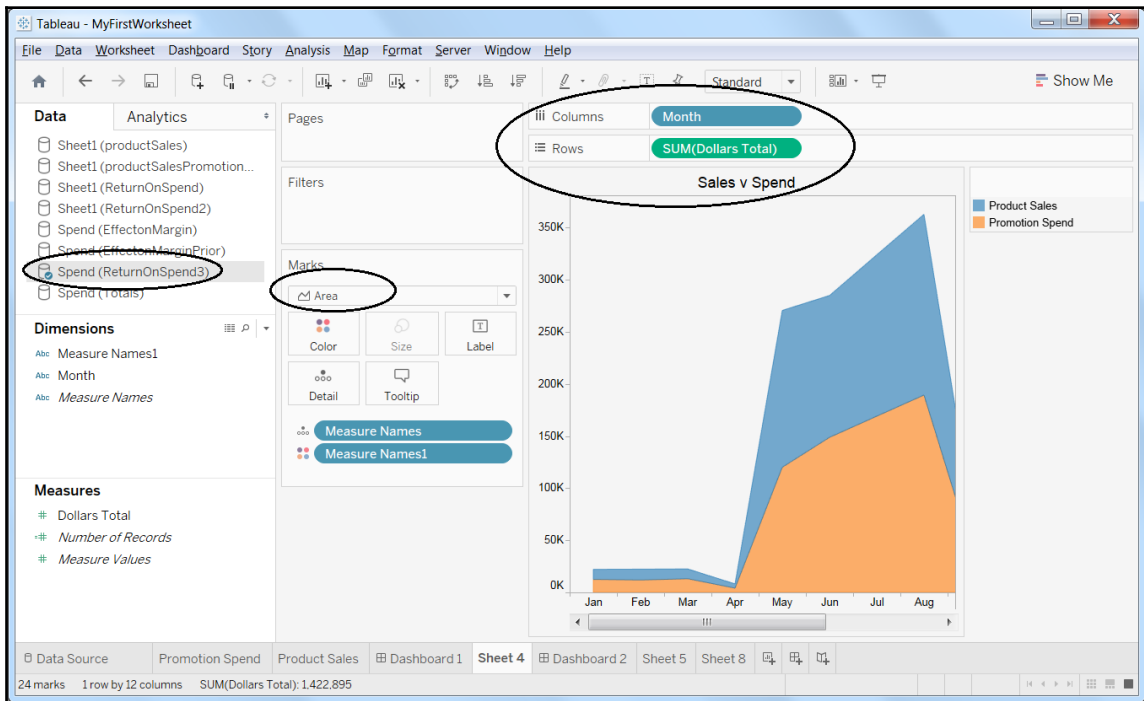 Tableau - MyFirstWorksheet
File Data Worksheet Dashboard Story Analysis Map Format Server Window Help
Standard
Show Me
Data Analytics
Sheet1 (productSales)
Sheet1 (productSalesPromotion...
Sheet1 (ReturnOnSpend)
Sheet1 (ReturnOnSpend2)
Spend (EffectonMargin)
Spend (EffectonMarginPrior)
Spend (ReturnOnSpend3)
Spend (Totals)
Dimensions
Abc Measure Names1
Abc Month
Abc Measure Names
Measures
# Dollars Total
=# Number of Records
# Measure Values
Pages
Filters
Marks
Area
Color Size Label
Detail Tooltip
Measure Names
Measure Names1
Columns Month
Rows SUM(Dollars Total)
Sales v Spend
350K
300K
250K
200K
150K
100K
50K
0K
Jan Feb Mar Apr May Jun Jul Aug
Product Sales
Promotion Spend
Data Source Promotion Spend Product Sales Dashboard 1 Sheet 4 Dashboard 2 Sheet 5 Sheet 8
24 marks 1 row by 12 columns SUM(Dollars Total): 1,422,895